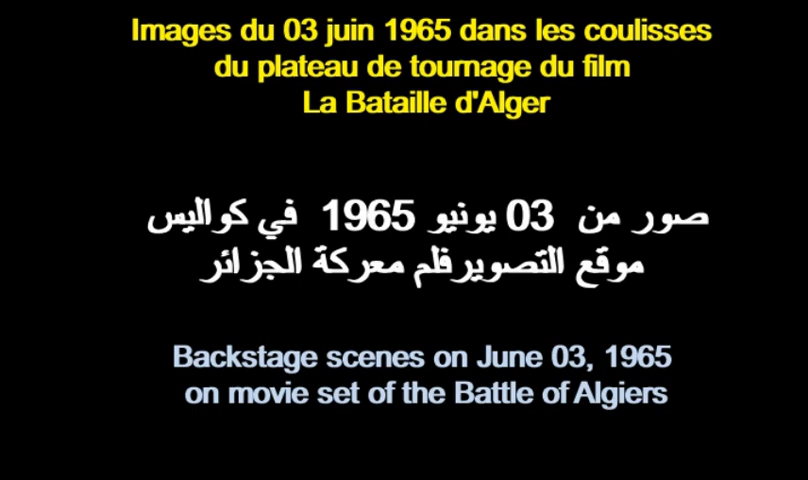 Images du 03 juin 1965 dans les coulisses
du plateau de tournage du film
La Bataille d'Alger
صور من 03 يونيو 1965 في كواليس
موقع التصويرفلم معركة الجزائر
Backstage scenes on June 03, 1965
on movie set of the Battle of Algiers